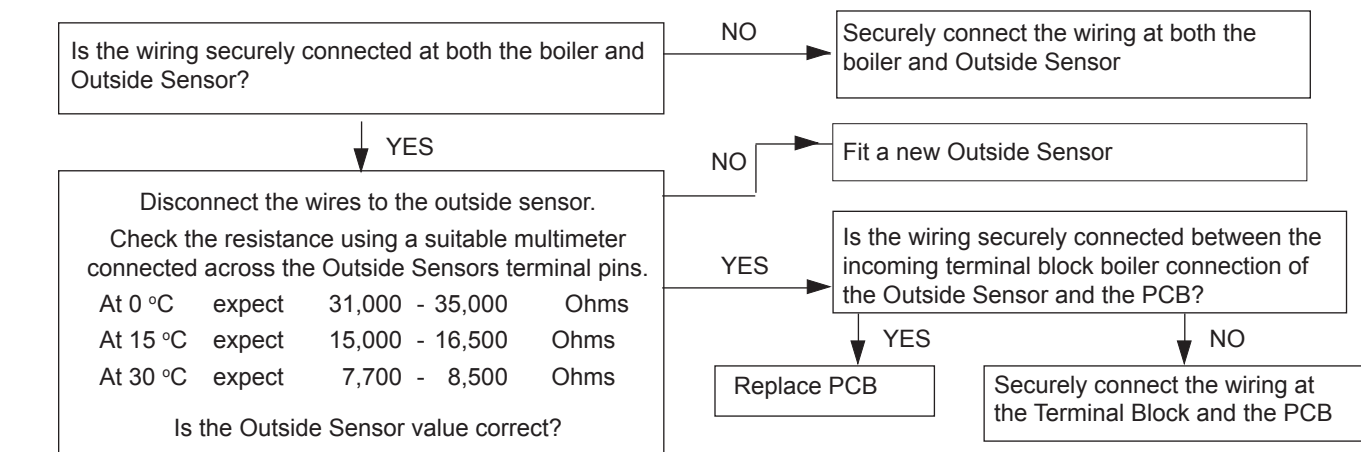 Is the wiring securely connected at both the boiler and
Outside Sensor?
NO
Securely connect the wiring at both the
boiler and Outside Sensor
YES
NO
Fit a new Outside Sensor
Disconnect the wires to the outside sensor.
Check the resistance using a suitable multimeter
connected across the Outside Sensors terminal pins.
At 0 °C expect 31,000 - 35,000 Ohms
At 15 °C expect 15,000 - 16,500 Ohms
At 30 °C expect 7,700 - 8,500 Ohms
Is the Outside Sensor value correct?
YES
Is the wiring securely connected between the
incoming terminal block boiler connection of
the Outside Sensor and the PCB?
YES
NO
Replace PCB
Securely connect the wiring at
the Terminal Block and the PCB